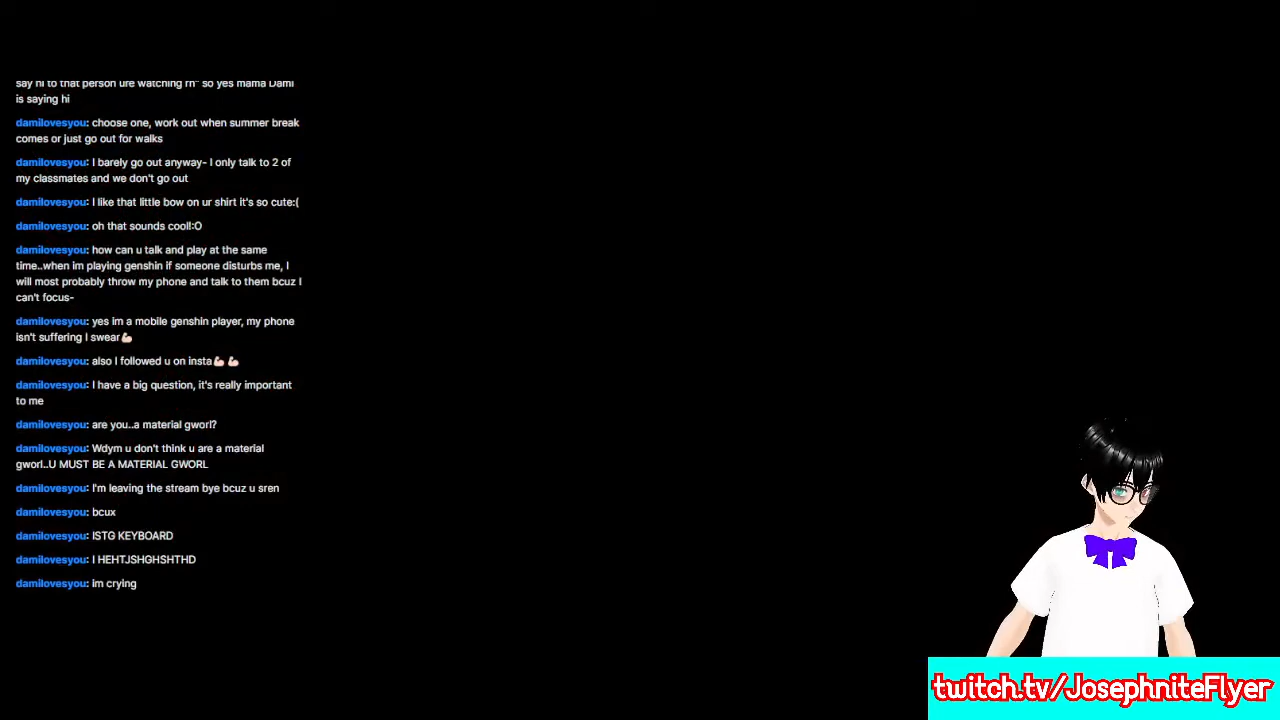 say hi to that person ure watching rn" so yes mama Dami
is saying hi
damilovesyou: choose one, work out when summer break
comes or just go out for walks
damilovesyou: I barely go out anyway- I only talk to 2 of
my classmates and we don't go out
damilovesyou: I like that little bow on ur shirt it's so cute:(
damilovesyou: oh that sounds cool!:O
damilovesyou: how can u talk and play at the same
time..when im playing genshin if someone disturbs me, I
will most probably throw my phone and talk to them bcuz I
can't focus-
damilovesyou: yes im a mobile genshin player, my phone
isn't suffering I swear💪🏻
damilovesyou: also I followed u on insta💪🏻💪🏻
damilovesyou: I have a big question, it's really important
to me
damilovesyou: are you..a material gworl?
damilovesyou: Wdym u don't think u are a material
gworl..U MUST BE A MATERIAL GWORL
damilovesyou: I'm leaving the stream bye bcuz u sren
damilovesyou: bcux
damilovesyou: ISTG KEYBOARD
damilovesyou: I HEHTJSHGHSHTHD
damilovesyou: im crying
twitch.tv/JosephniteFlyer